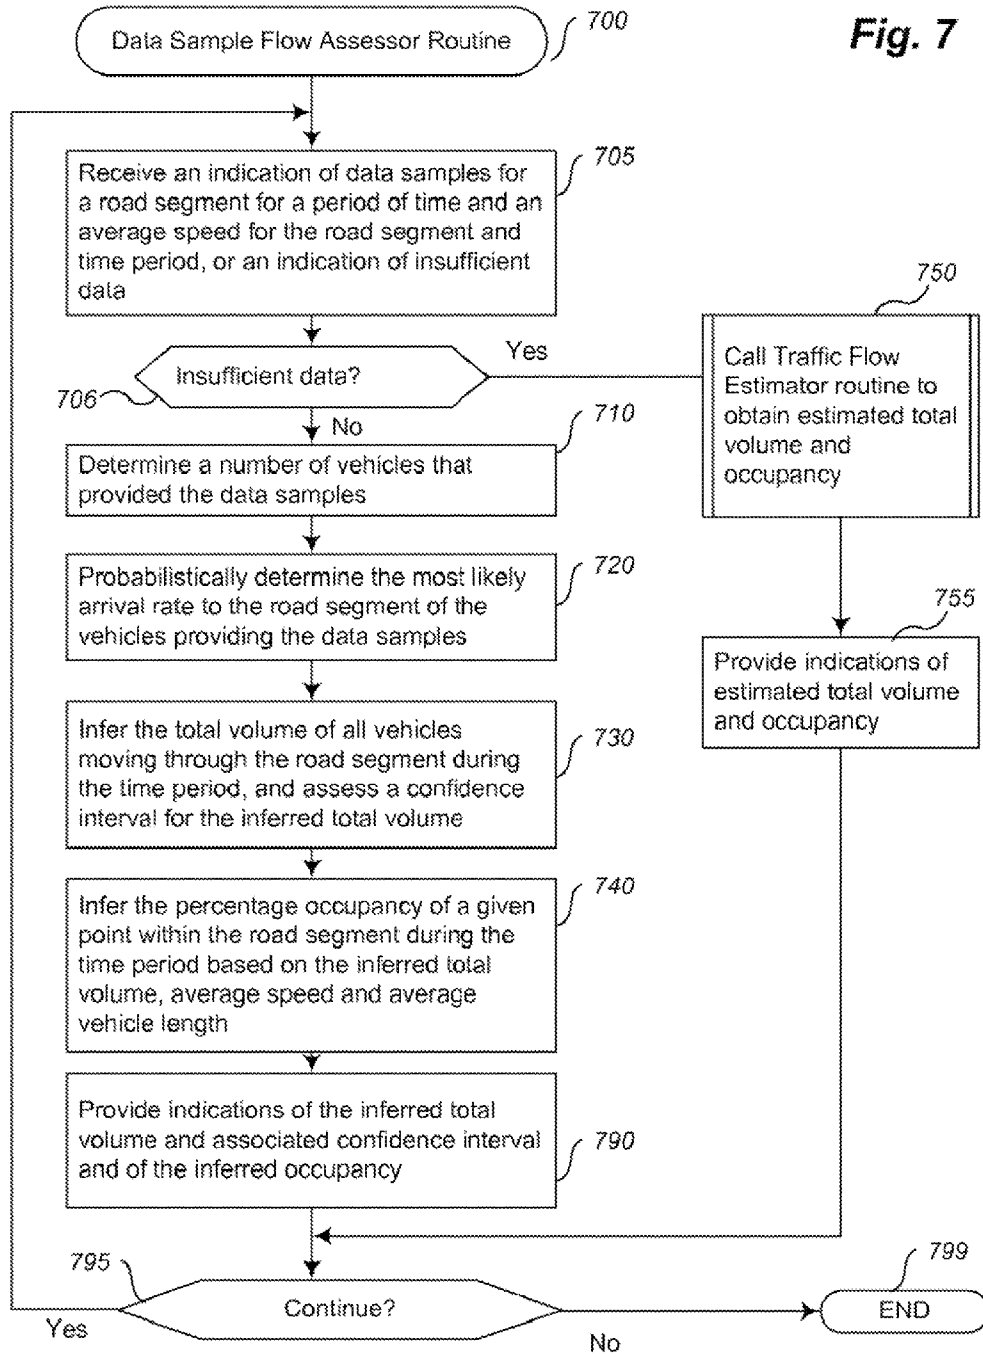 Fig. 7
700
Data Sample Flow Assessor Routine
705
Receive an indication of data samples for
a road segment for a period of time and an
average speed for the road segment and
time period, or an indication of insufficient
data
706
Insufficient data?
Yes
No
750
Call Traffic Flow
Estimator routine to
obtain estimated total
volume and
occupancy
755
Provide indications of
estimated total volume
and occupancy
710
Determine a number of vehicles that
provided the data samples
720
Probabilistically determine the most likely
arrival rate to the road segment of the
vehicles providing the data samples
730
Infer the total volume of all vehicles
moving through the road segment during
the time period, and assess a confidence
interval for the inferred total volume
740
Infer the percentage occupancy of a given
point within the road segment during the
time period based on the inferred total
volume, average speed and average
vehicle length
790
Provide indications of the inferred total
volume and associated confidence interval
and of the inferred occupancy
795
Continue?
Yes
No
799
END